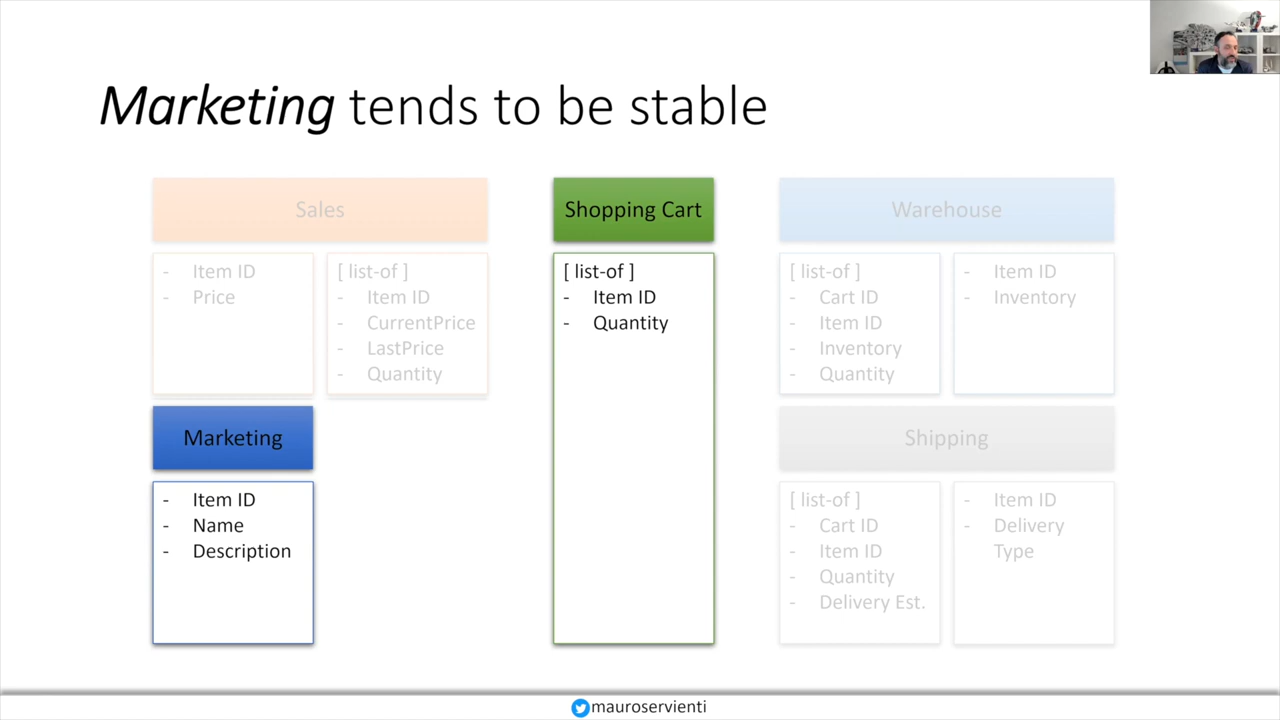 Marketing tends to be stable
Sales
- Item ID
- Price
[ list-of ]
- Item ID
- CurrentPrice
- LastPrice
- Quantity
Marketing
- Item ID
- Name
- Description
Shopping Cart
[ list-of ]
- Item ID
- Quantity
Warehouse
[ list-of ]
- Cart ID
- Item ID
- Inventory
- Quantity
- Item ID
- Inventory
Shipping
[ list-of ]
- Cart ID
- Item ID
- Quantity
- Delivery Est.
- Item ID
- Delivery
Type
mauroservienti